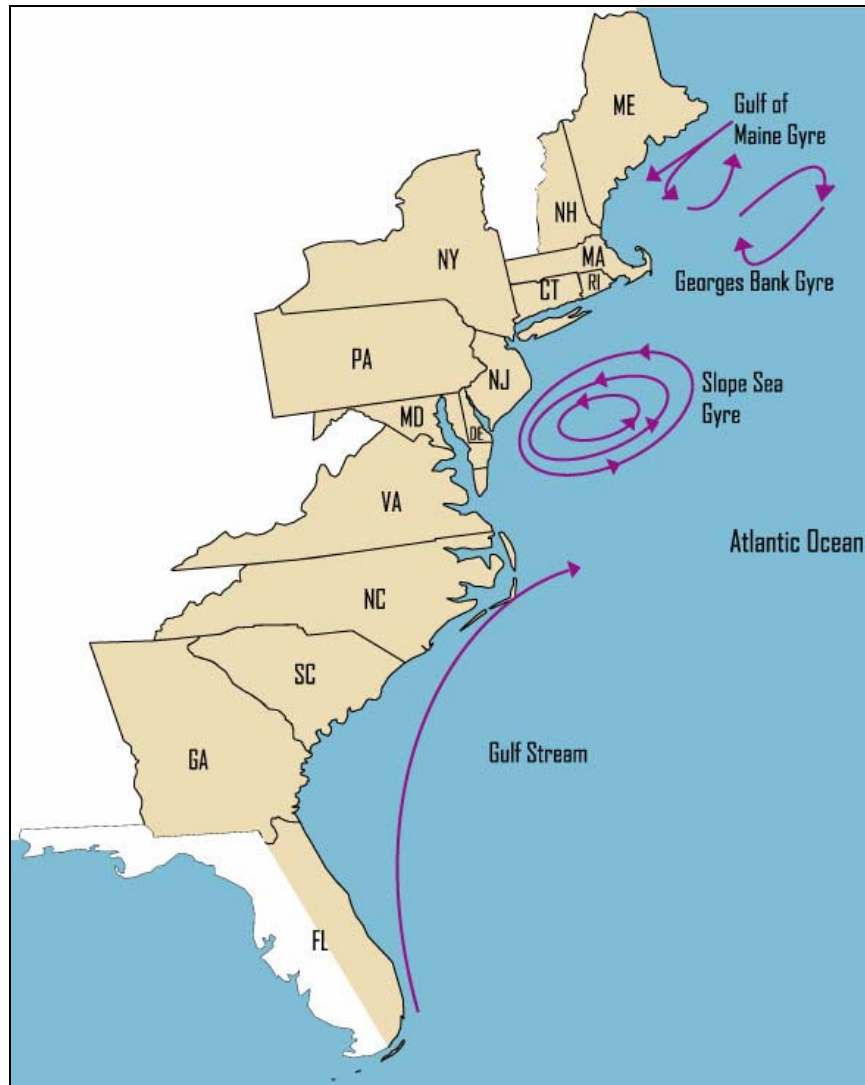 ME
Gulf of
Maine Gyre
NH
NY
MA
CT
RI
Georges Bank Gyre
PA
NJ
Slope Sea
Gyre
MD
DE
VA
Atlantic Ocean
NC
SC
Gulf Stream
GA
FL